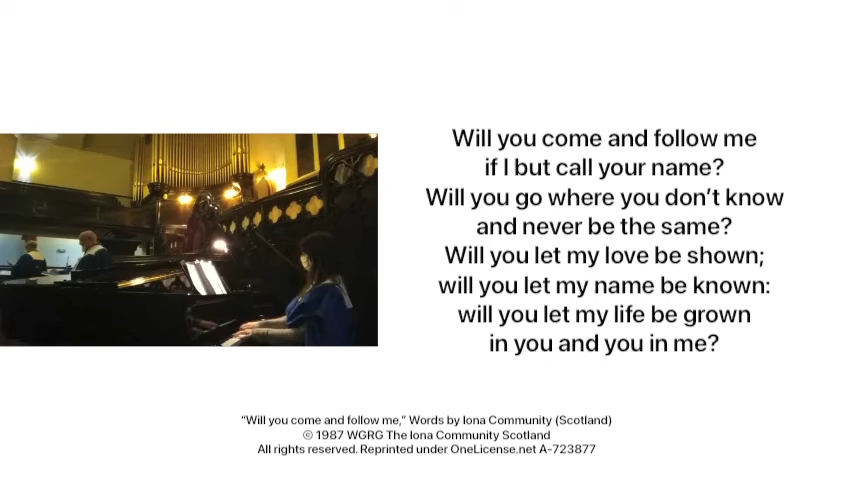 Will you come and follow me
if I but call your name?
Will you go where you don’t know
and never be the same?
Will you let my love be shown;
will you let my name be known:
will you let my life be grown
in you and you in me?
“Will you come and follow me,” Words by Iona Community (Scotland)
© 1987 WGRG The Iona Community Scotland
All rights reserved. Reprinted under OneLicense.net A-723877